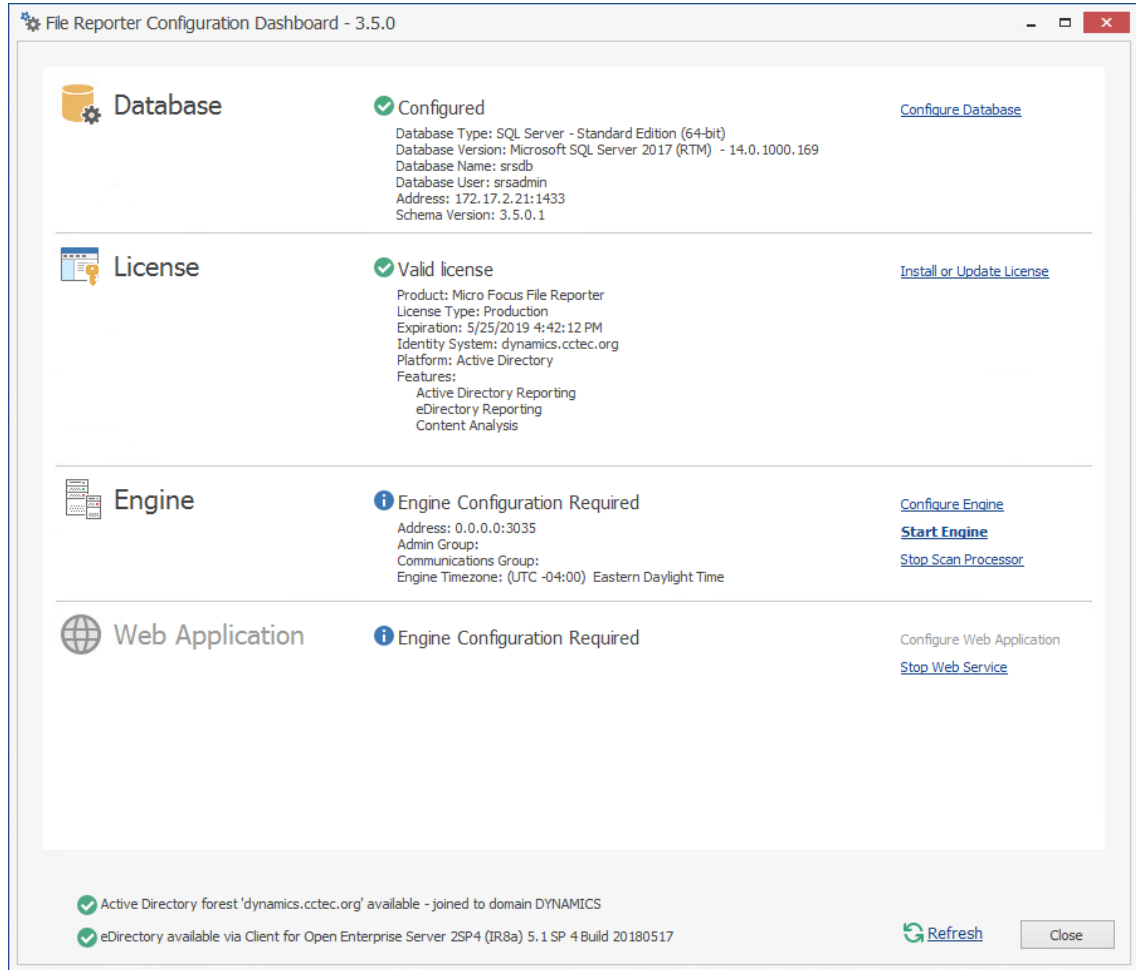 File Reporter Configuration Dashboard - 3.5.0
Database
Configured
Configure Database
Database Type: SQL Server - Standard Edition (64-bit)
Database Version: Microsoft SQL Server 2017 (RTM) - 14.0.1000.169
Database Name: srsdb
Database User: srsadmin
Address: 172.17.2.21:1433
Schema Version: 3.5.0.1
License
Valid license
Install or Update License
Product: Micro Focus File Reporter
License Type: Production
Expiration: 5/25/2019 4:42:12 PM
Identity System: dynamics.cctec.org
Platform: Active Directory
Features:
Active Directory Reporting
eDirectory Reporting
Content Analysis
Engine
Engine Configuration Required
Configure Engine
Address: 0.0.0.0:3035
Start Engine
Admin Group:
Communications Group:
Stop Scan Processor
Engine Timezone: (UTC -04:00) Eastern Daylight Time
Web Application
Engine Configuration Required
Configure Web Application
Stop Web Service
Active Directory forest 'dynamics.cctec.org' available - joined to domain DYNAMICS
eDirectory available via Client for Open Enterprise Server 2SP4 (IR8a) 5.1 SP 4 Build 20180517
Refresh
Close